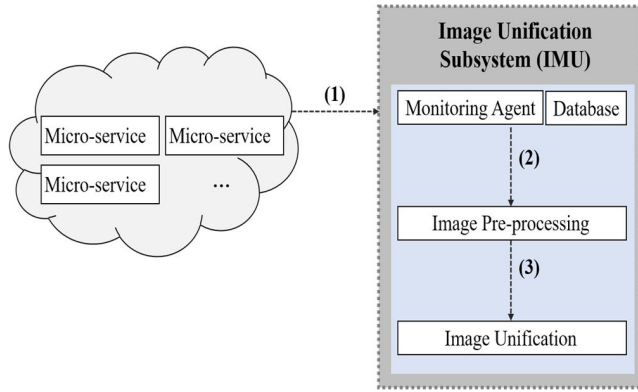 Image Unification
Subsystem (IMU)
(1)
Monitoring Agent
Database
Micro-service
Micro-service
Micro-service
...
(2)
Image Pre-processing
(3)
Image Unification